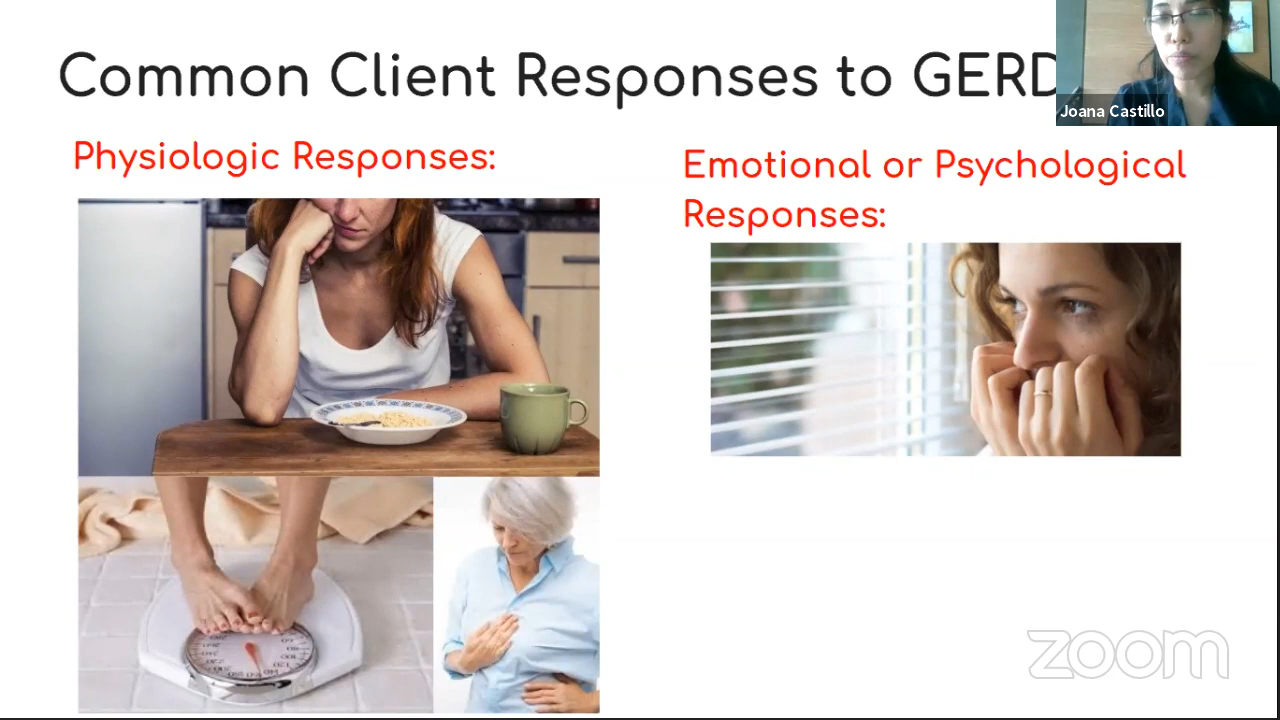 Common Client Responses to GERD
Joana Castillo
Physiologic Responses:
Emotional or Psychological
Responses:
zoom